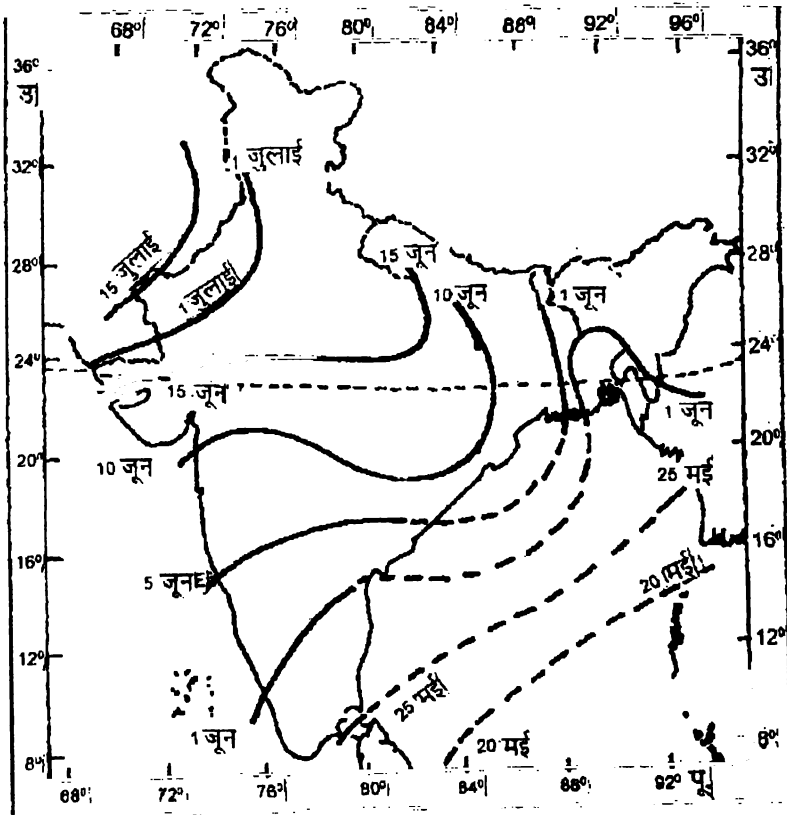 68° 72° 76° 80° 84° 88° 92° 96°
36° 36°
उ उ
1 जुलाई
32° 32°
15 जुलाई
15 जून
28° 28°
1 जुलाई
10 जून
1 जून
24° 24°
15 जून
1 जून
20° 20°
10 जून
25 मई
16° 16°
5 जून
20 मई
12° 12°
25 मई
1 जून
20 मई
8° 8°
68° 72° 76° 80° 84° 88° 92° पू